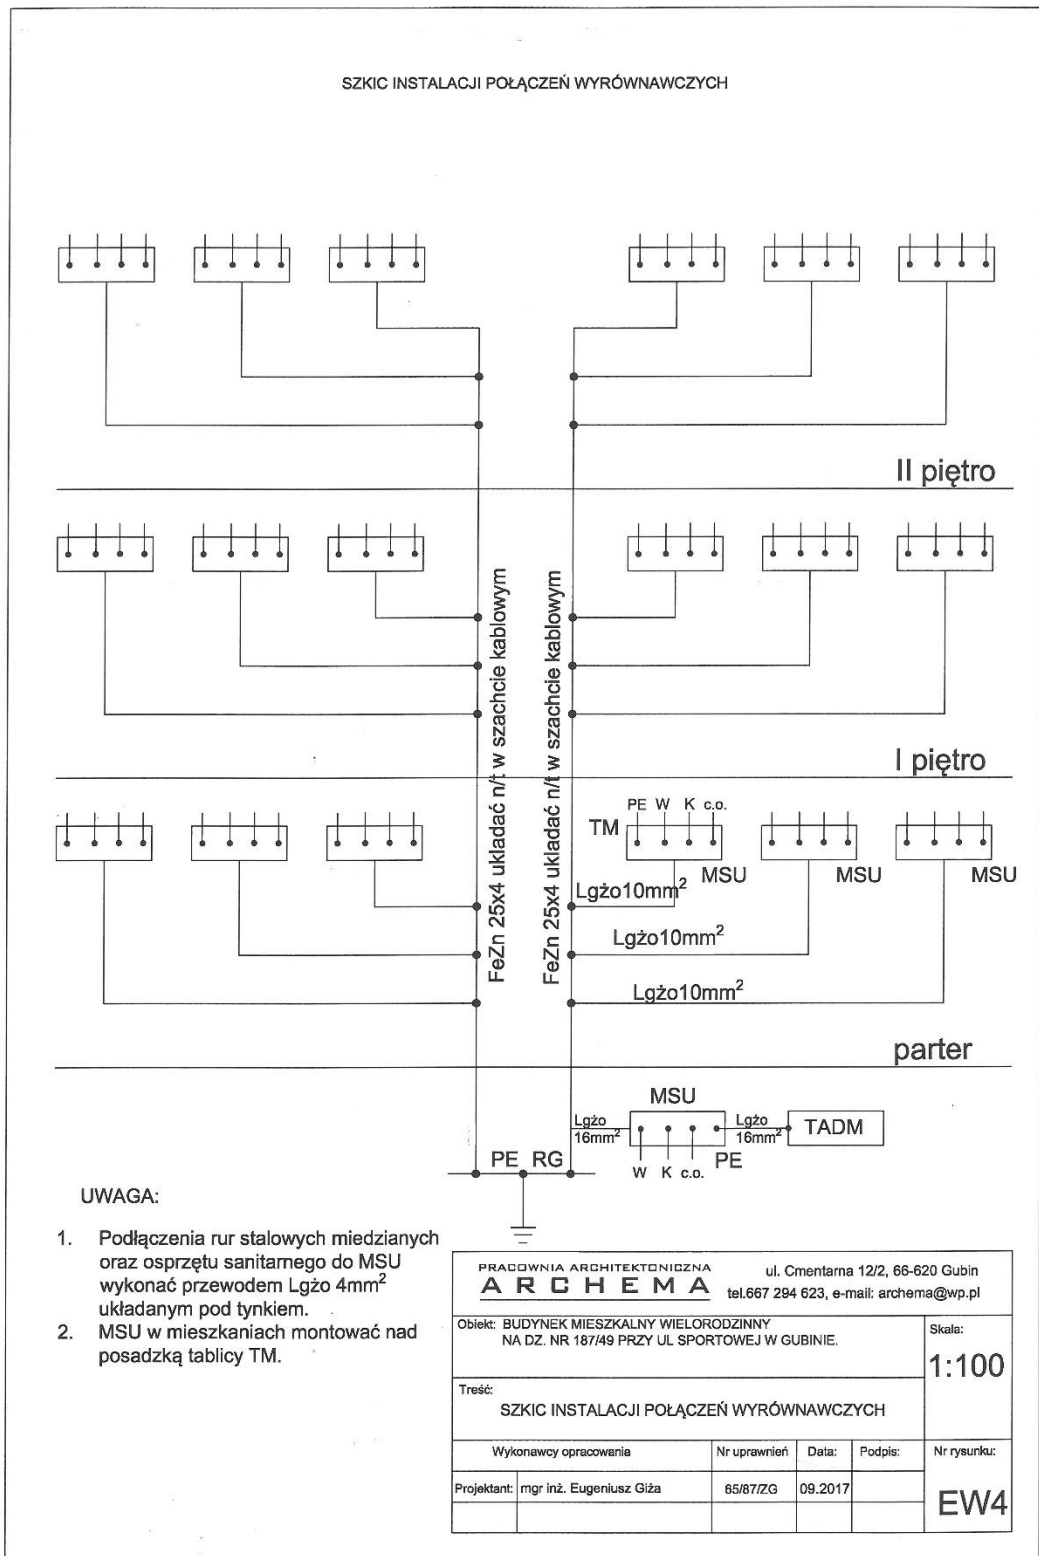 SZKIC INSTALACJI POŁĄCZEŃ WYRÓWNAWCZYCH
II piętro
FeZn 25x4 układać n/t w szachcie kablowym
FeZn 25x4 układać n/t w szachcie kablowym
I piętro
PE W K c.o.
TM
MSU MSU MSU
Lgżo10mm²
Lgżo10mm²
Lgżo10mm²
parter
MSU
Lgżo 16mm²
Lgżo 16mm²
TADM
W K c.o. PE
PE RG
UWAGA:
1. Podłączenia rur stalowych miedzianych
oraz osprzętu sanitarnego do MSU
wykonać przewodem Lgżo 4mm²
układanym pod tynkiem.
2. MSU w mieszkaniach montować nad
posadzką tablicy TM.
PRACOWNIA ARCHITEKTONICZNA
ARCHEMA
ul. Cmentarna 12/2, 66-620 Gubin
tel.667 294 623, e-mail: archema@wp.pl
Obiekt: BUDYNEK MIESZKALNY WIELORODZINNY
NA DZ. NR 187/49 PRZY UL SPORTOWEJ W GUBINIE.
Skala:
1:100
Treść:
SZKIC INSTALACJI POŁĄCZEŃ WYRÓWNAWCZYCH
Wykonawcy opracowania Nr uprawnień Data: Podpis: Nr rysunku:
Projektant: mgr inż. Eugeniusz Giża 65/87/ZG 09.2017
EW4